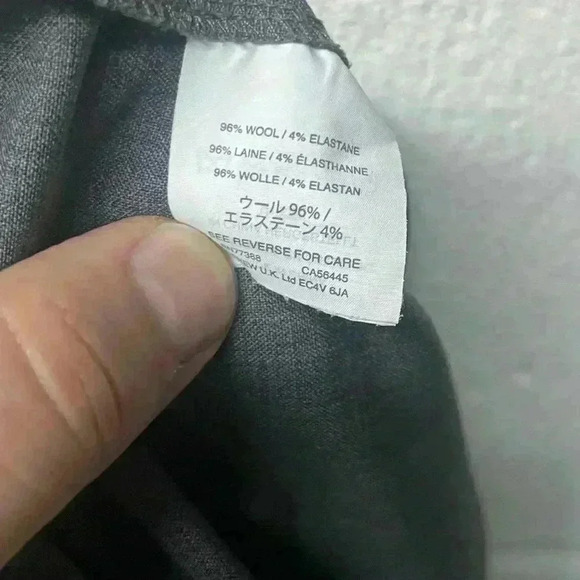 96% WOOL / 4% ELASTANE
96% LAINE / 4% ÉLASTHANNE
96% WOLLE / 4% ELASTAN
ウール 96% /
エラステーン 4%
SEE REVERSE FOR CARE
77388 CA56445
U.K. Ltd EC4V 6JA